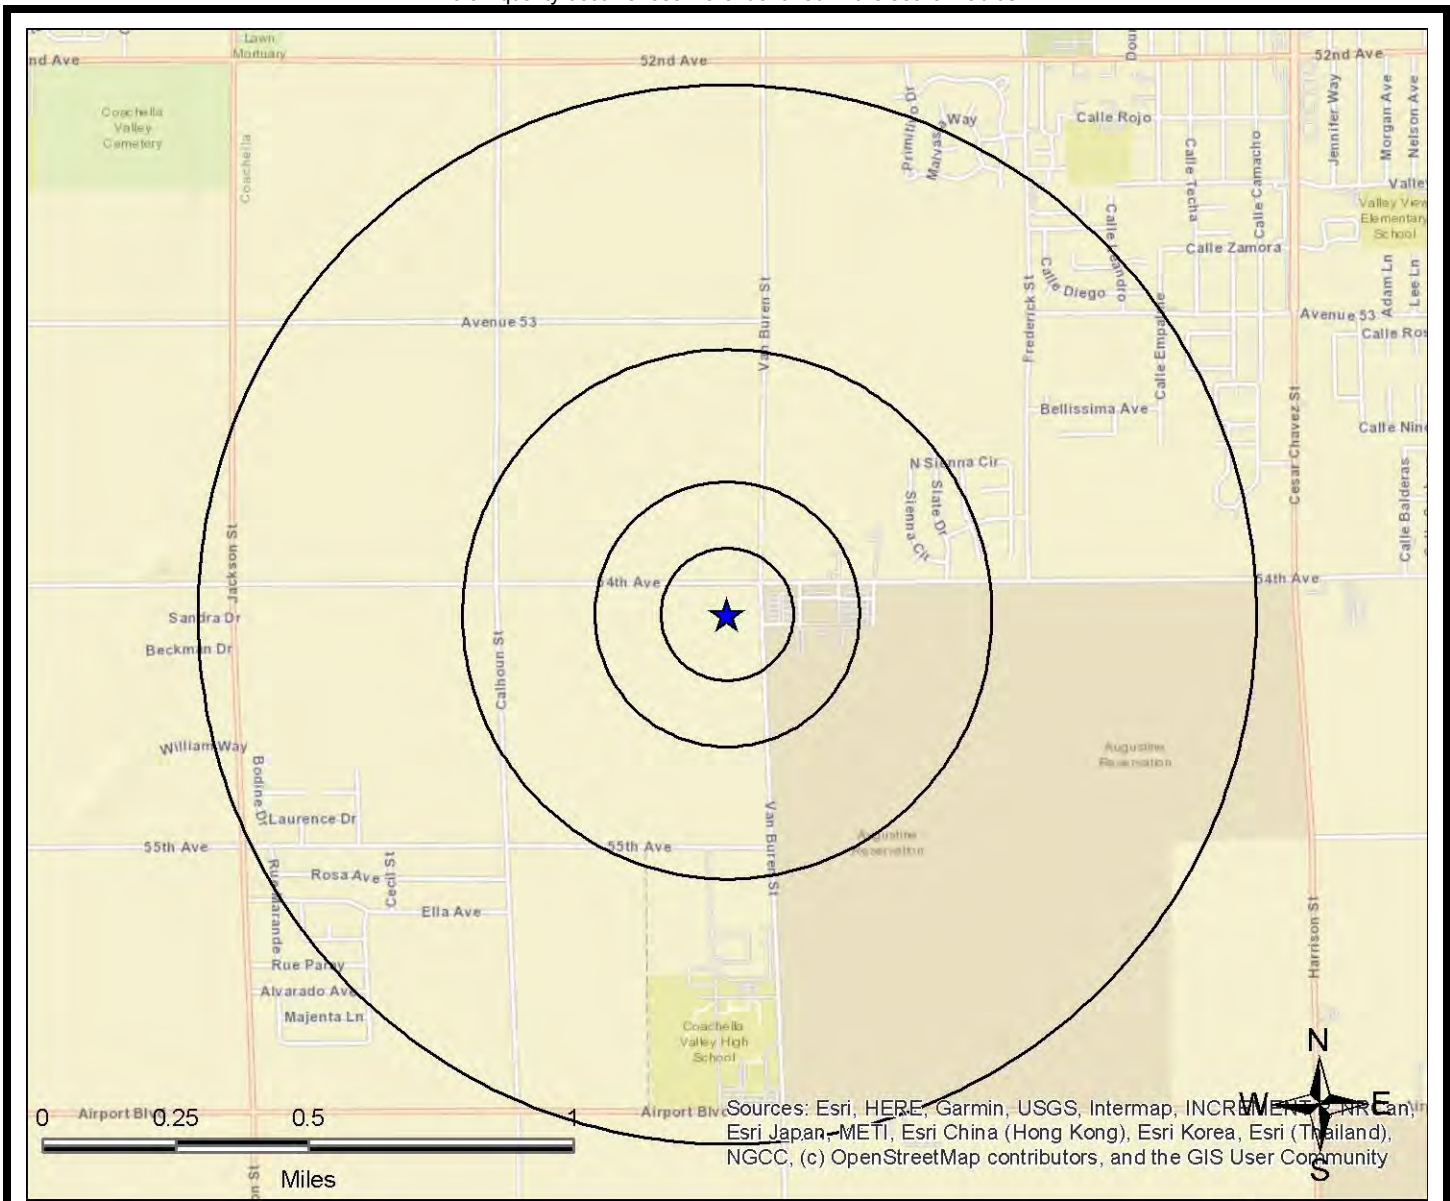 Lawn
Mortuary
nd Ave
52nd Ave
52nd Ave
Coachella
Valley
Cemetery
Coachella
Primitivo Dr
Malvasia
Way
Calle Rojo
Calle Techa
Calle Camacho
Jennifer Way
Morgan Ave
Nelson Ave
Valle
Valley View
Elementary
School
Calle Leandro
Calle Zamora
Calle Diego
Adam Ln
Lee Ln
Avenue 53
Van Buren St
Frederick St
Calle Empalme
Avenue 53
Calle Ros
Bellissima Ave
Cesar Chavez St
Calle Nin
N Sienna Cir
Slate Dr
Sienna Cir
Calle Balderas
Jackson St
54th Ave
54th Ave
Sandra Dr
Beckman Dr
Calhoun St
William Way
Bodine Dr
Laurence Dr
Augustine
Reservation
Van Buren St
Augustine
Reservation
55th Ave
55th Ave
Rosa Ave
Cecil St
Rue Marande
Ella Ave
Harrison St
Rue Paray
Alvarado Ave
Majenta Ln
Coachella
Valley High
School
Airport Blvd
Airport Blvd
0 0.25 0.5 1
Miles
N
W E
S
Sources: Esri, HERE, Garmin, USGS, Intermap, INCREMENT P, NRCan,
Esri Japan, METI, Esri China (Hong Kong), Esri Korea, Esri (Thailand),
NGCC, (c) OpenStreetMap contributors, and the GIS User Community